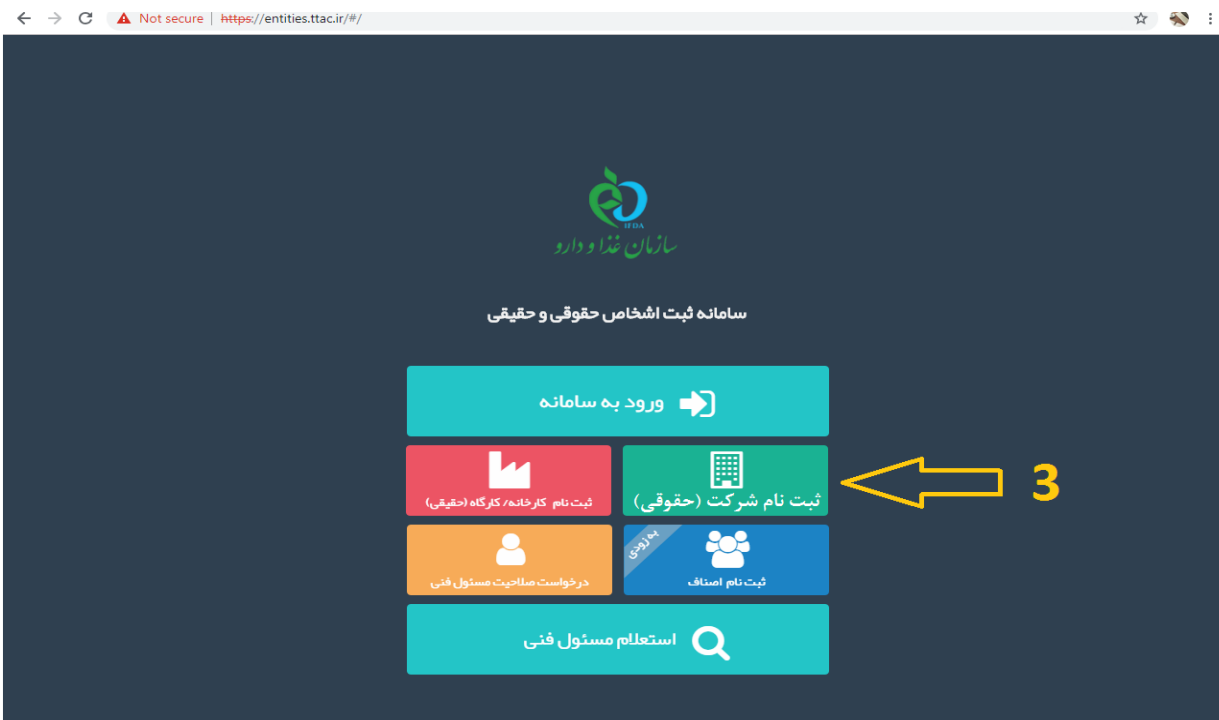 Not secure | https://entities.ttac.ir/#/
IFDA
سازمان غذا و دارو
سامانه ثبت اشخاص حقوقی و حقیقی
ورود به سامانه
ثبت نام شرکت (حقوقی)
3
ثبت نام کارخانه/ کارگاه (حقیقی)
به زودی
ثبت نام اصناف
درخواست صلاحیت مسئول فنی
استعلام مسئول فنی